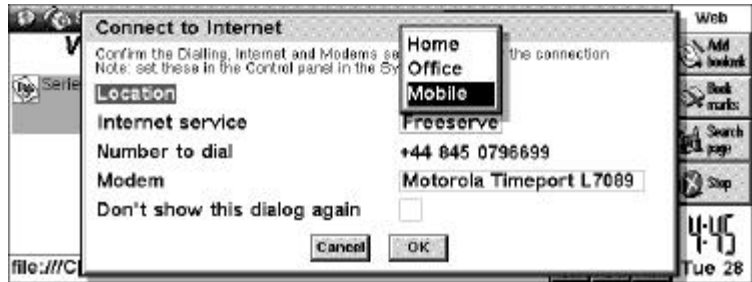 Web
Connect to Internet
Confirm the Dialling, Internet and Modems se
the connection
Note: set these in the Control panel in the Sy
Home
Office
Mobile
Location
Internet service
Freeserve
Number to dial
+44 845 0796699
Modem
Motorola Timeport L7089
Don't show this dialog again
Cancel
OK
Serie
Add
bookmk
Book
marks
Search
page
Stop
4:45
Tue 28
file:///C